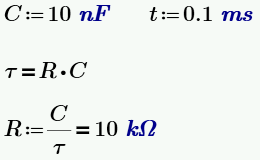 C := 10 nF t := 0.1 ms
τ = R · C
R := C/τ = 10 kΩ